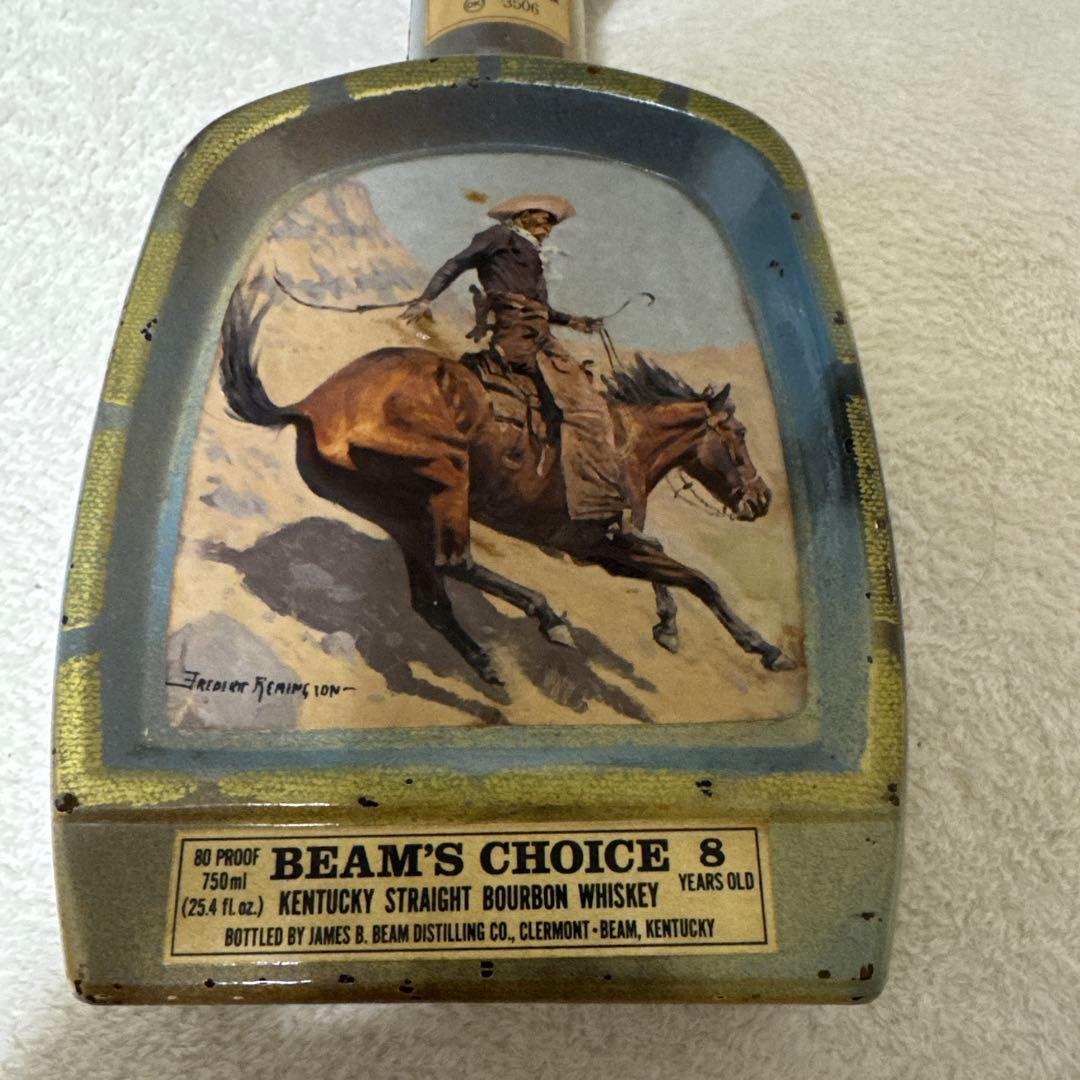 3506
FREDERIC REMINGTON-
80 PROOF BEAM'S CHOICE 8
750ml KENTUCKY STRAIGHT BOURBON WHISKEY YEARS OLD
(25.4 fl. oz.)
BOTTLED BY JAMES B. BEAM DISTILLING CO., CLERMONT·BEAM, KENTUCKY